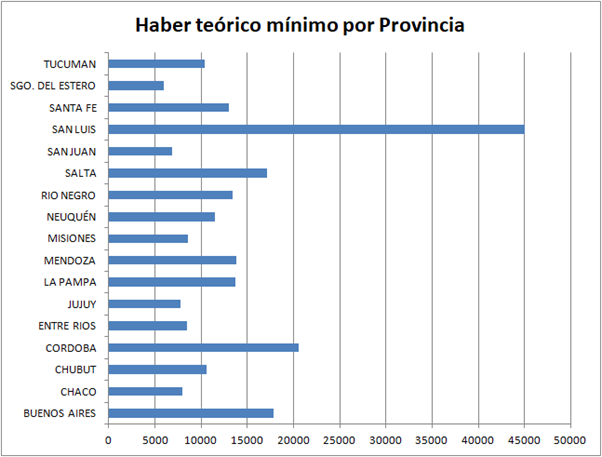 Haber teórico mínimo por Provincia
TUCUMAN
SGO. DEL ESTERO
SANTA FE
SAN LUIS
SAN JUAN
SALTA
RIO NEGRO
NEUQUÉN
MISIONES
MENDOZA
LA PAMPA
JUJUY
ENTRE RIOS
CORDOBA
CHUBUT
CHACO
BUENOS AIRES
0 5000 10000 15000 20000 25000 30000 35000 40000 45000 50000